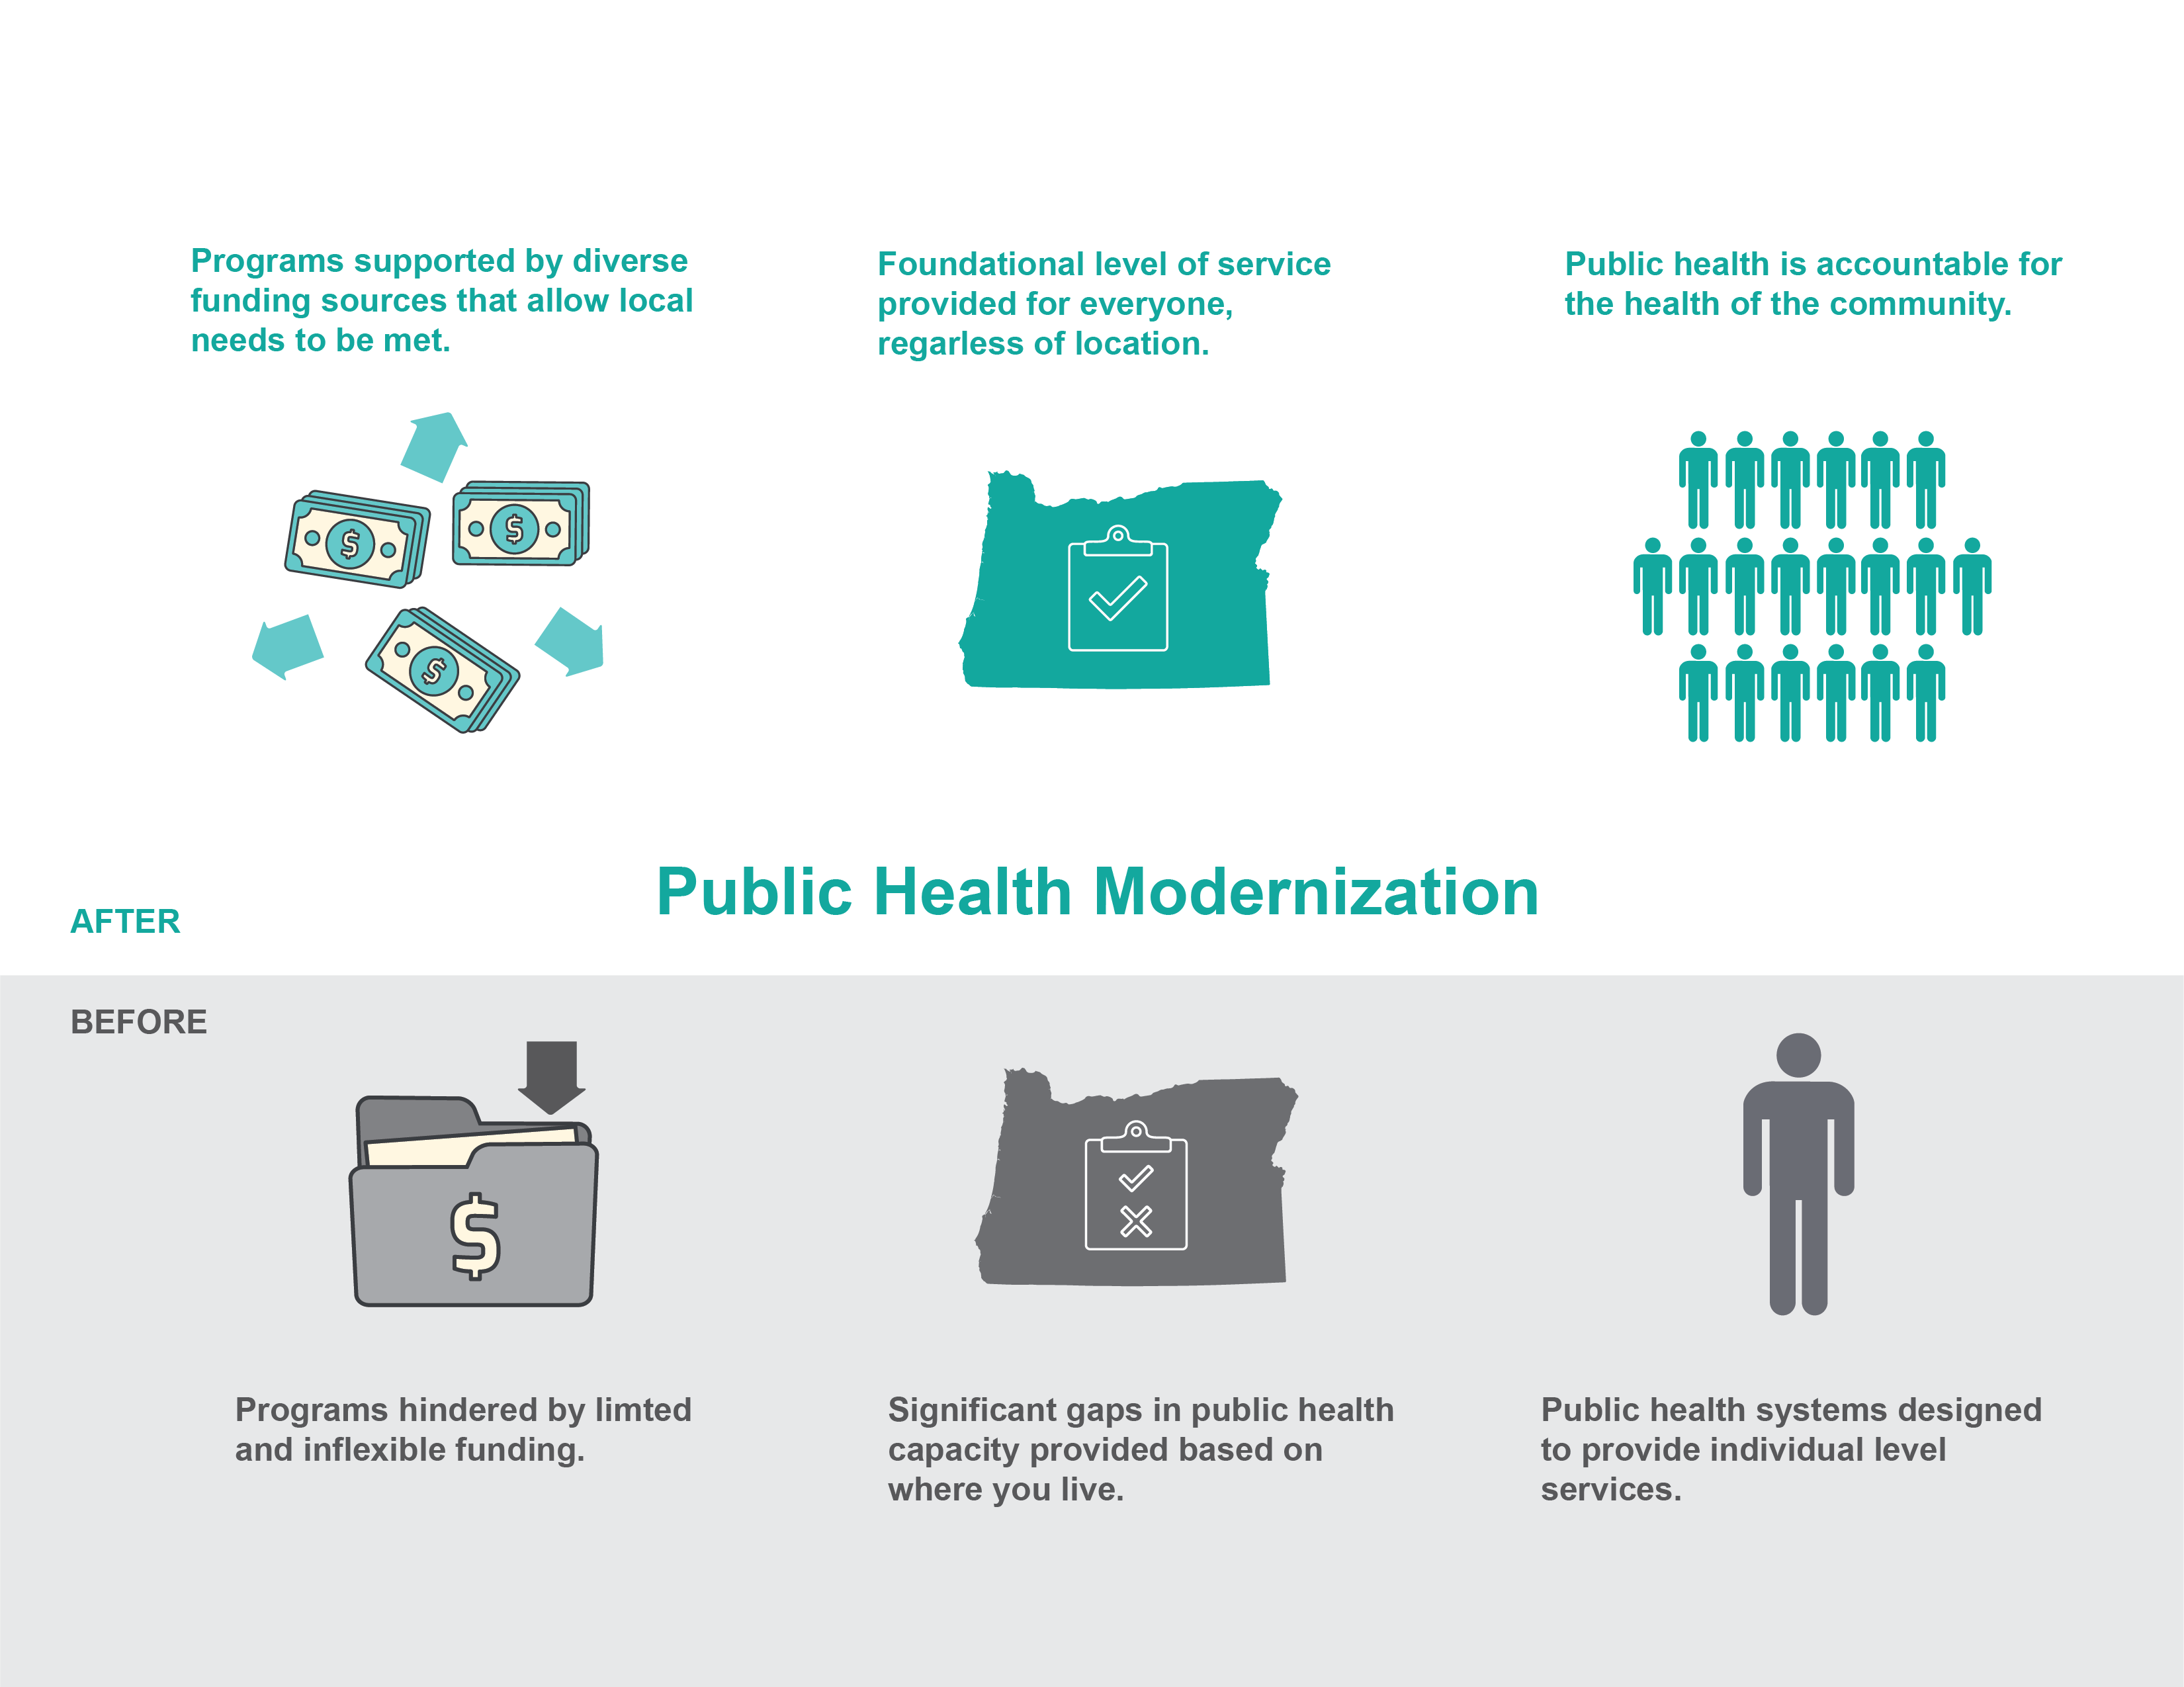 Programs supported by diverse
funding sources that allow local
needs to be met.
Foundational level of service
provided for everyone,
regarless of location.
Public health is accountable for
the health of the community.
$
$
$
Public Health Modernization
AFTER
BEFORE
$
Programs hindered by limted
and inflexible funding.
Significant gaps in public health
capacity provided based on
where you live.
Public health systems designed
to provide individual level
services.